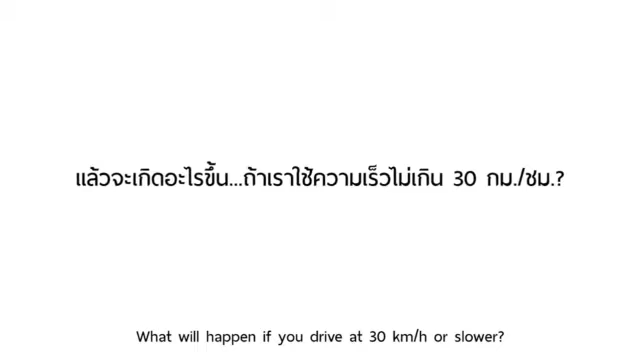 แล้วจะเกิดอะไรขึ้น...ถ้าเราใช้ความเร็วไม่เกิน 30 กม./ชม.?
What will happen if you drive at 30 km/h or slower?